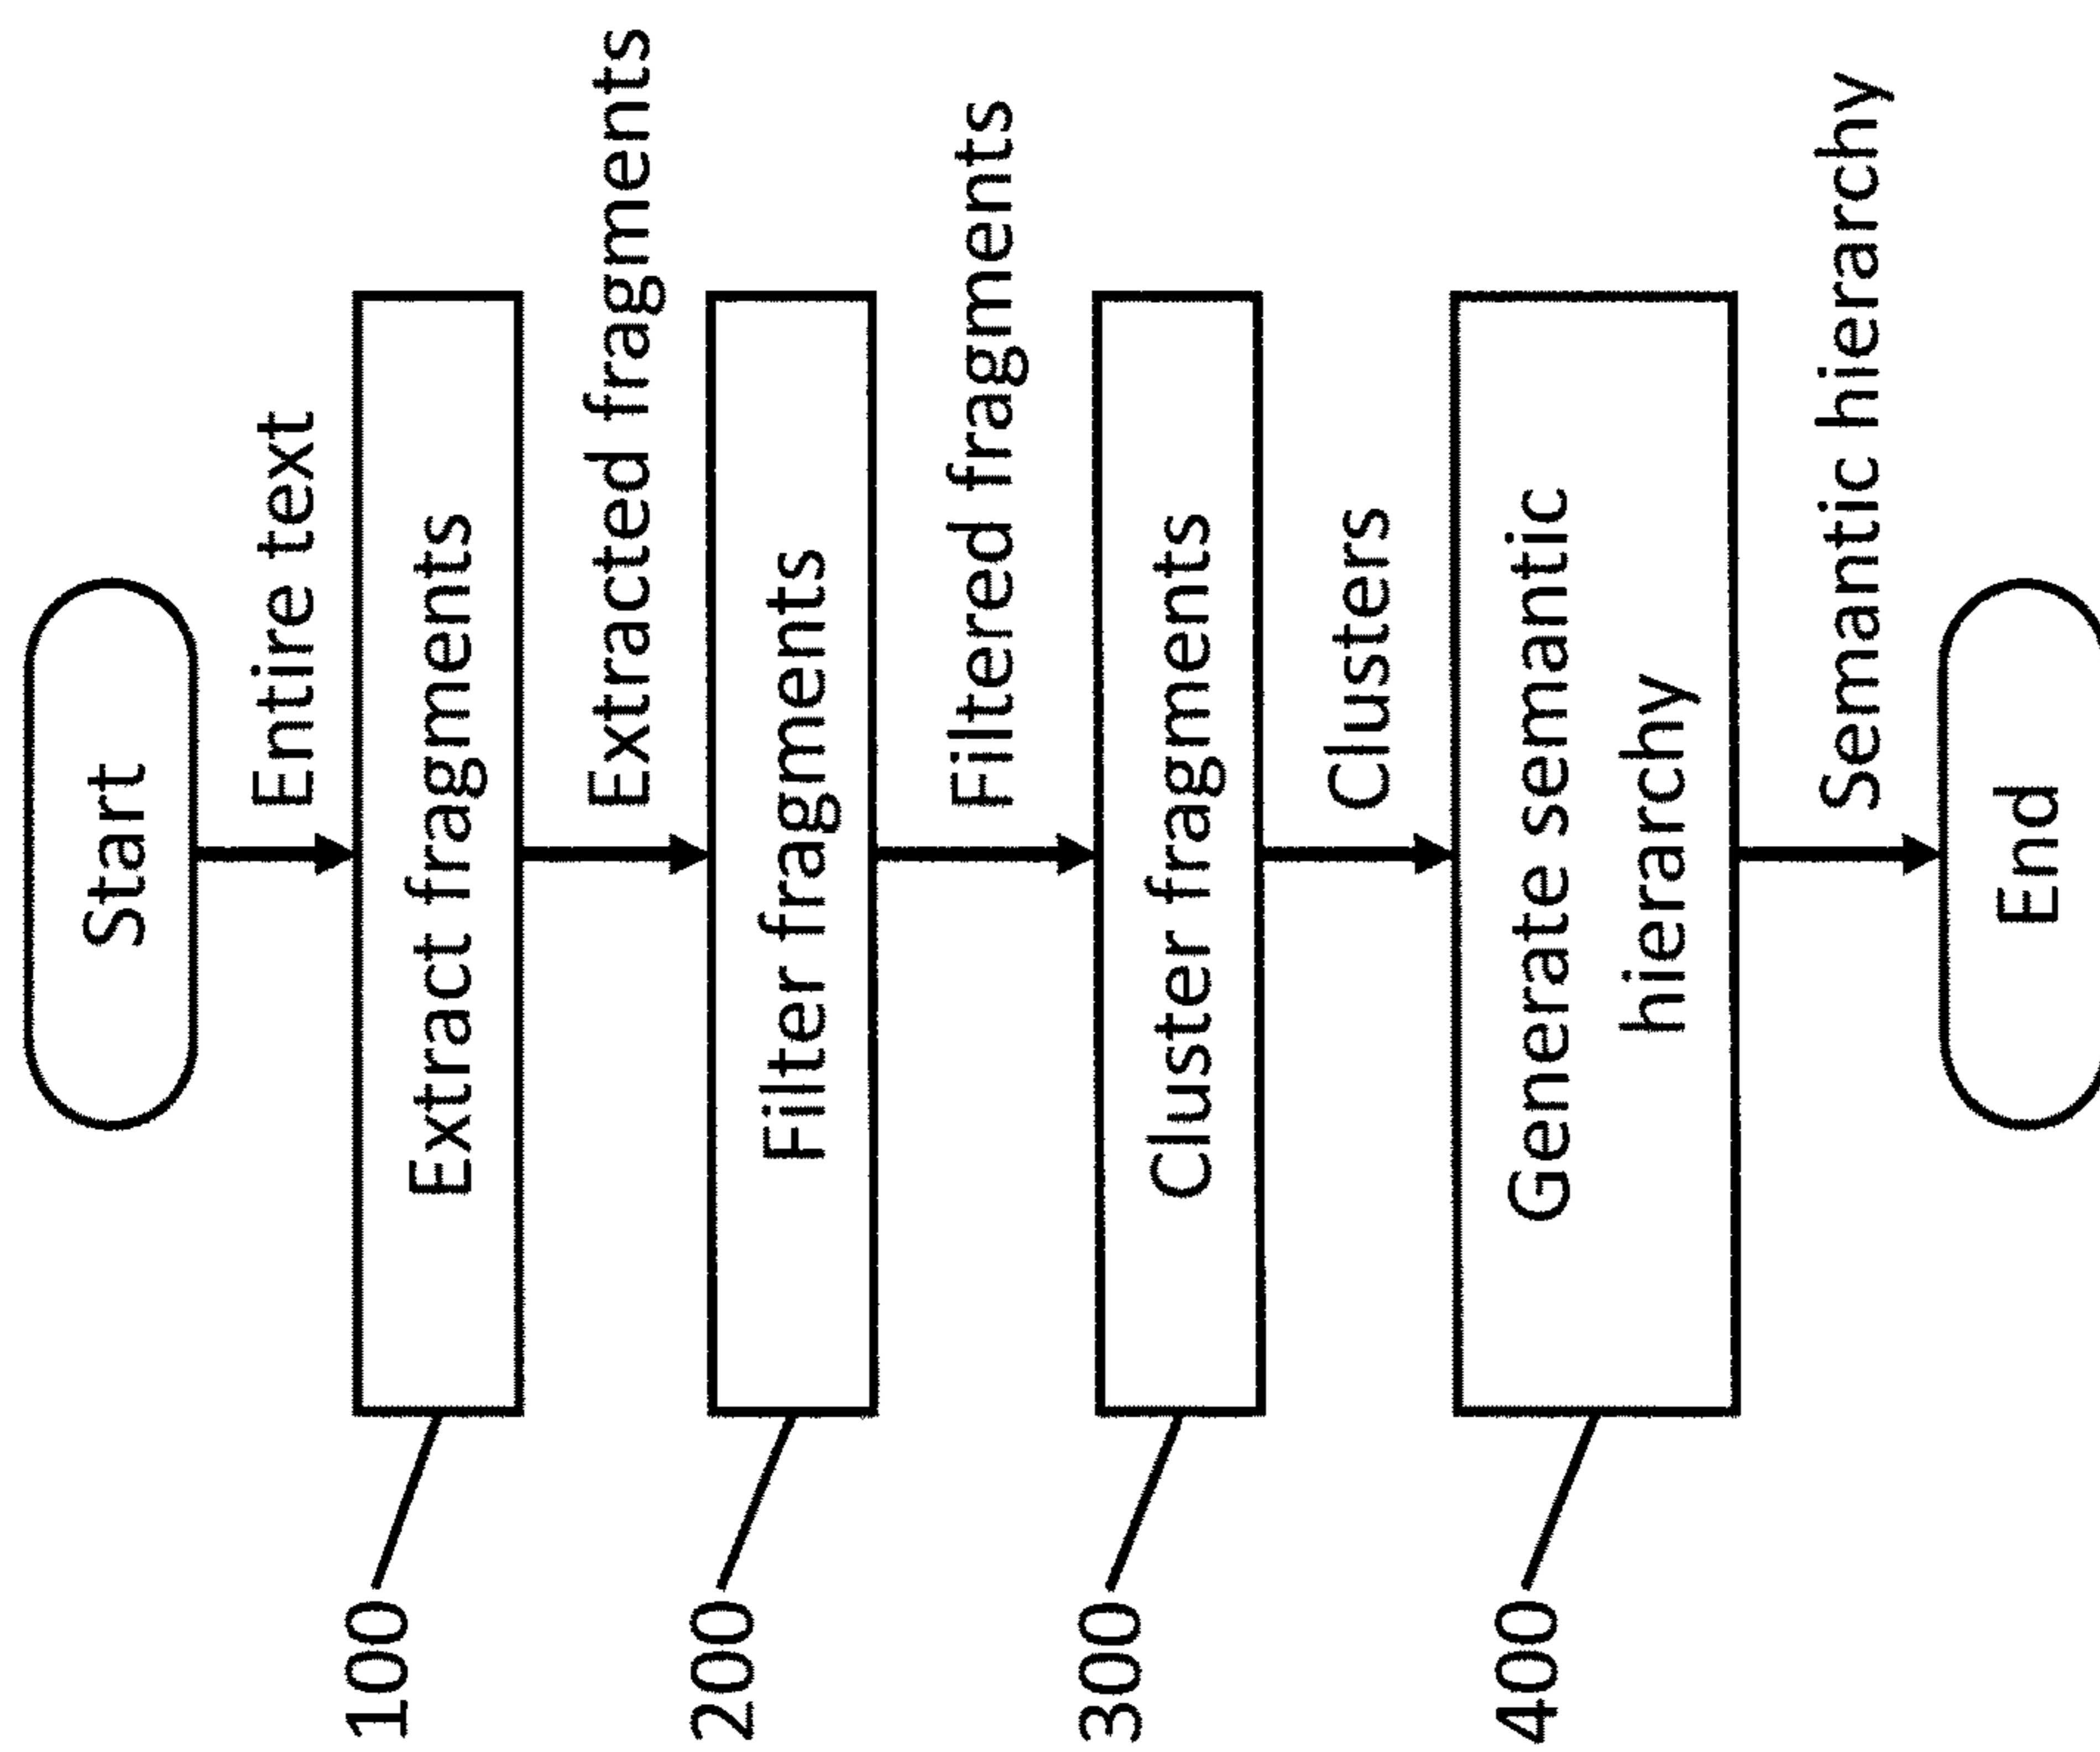 Start
Entire text
100
Extract fragments
Extracted fragments
200
Filter fragments
Filtered fragments
300
Cluster fragments
Clusters
400
Generate semantic
hierarchy
Semantic hierarchy
End